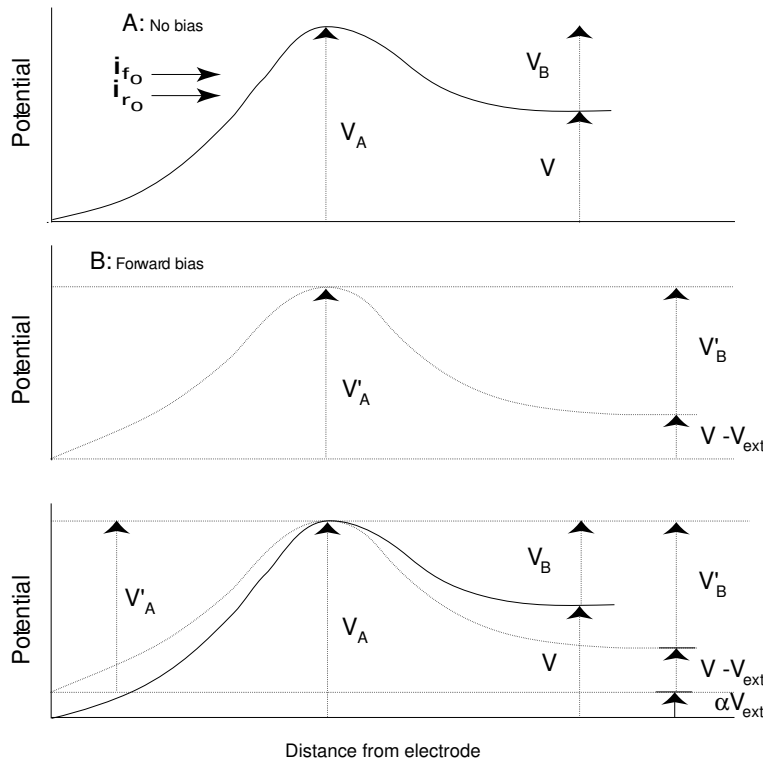 A: No bias
i_fo
i_ro
Potential
V_A
V_B
V
B: Forward bias
Potential
V'_A
V'_B
V -V_ext
Potential
V'_A
V_A
V_B
V
V'_B
V -V_ext
αV_ext
Distance from electrode